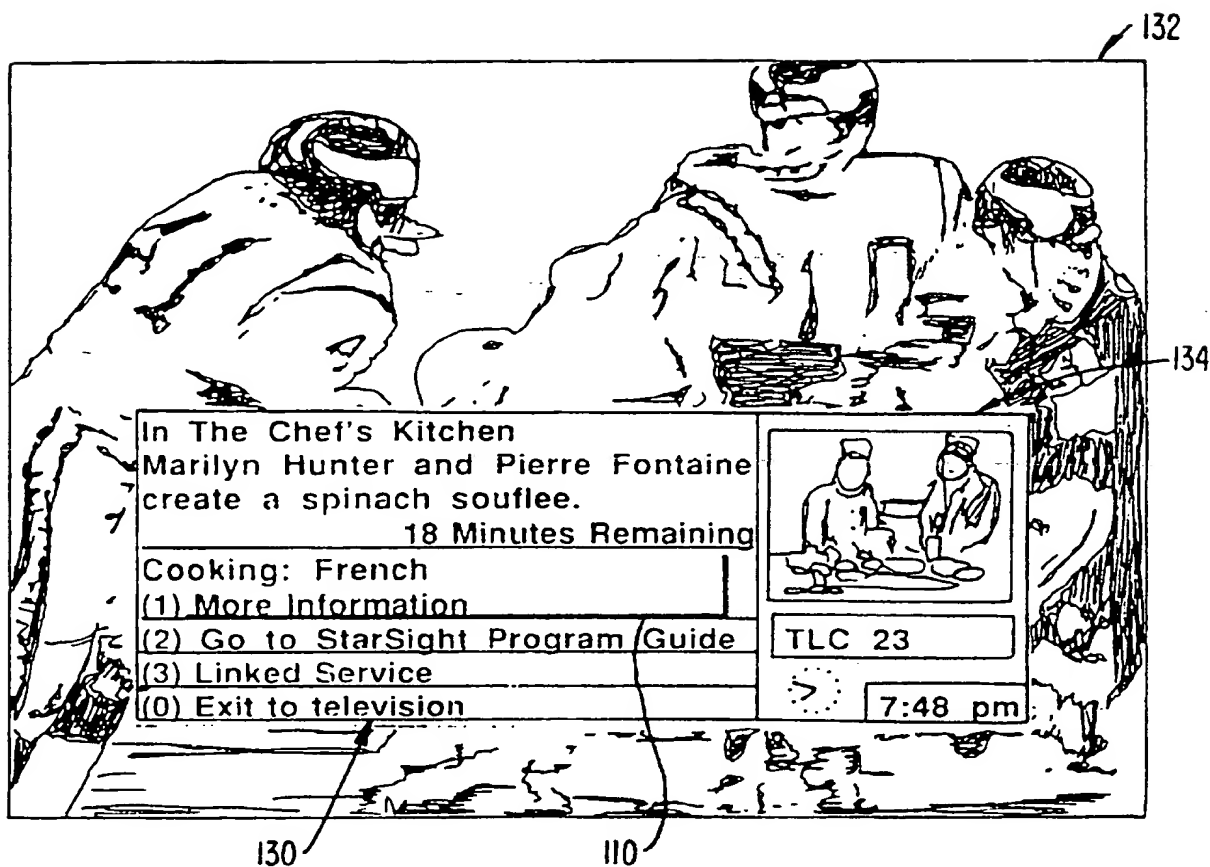 132
134
In The Chef's Kitchen
Marilyn Hunter and Pierre Fontaine
create a spinach souflee.
18 Minutes Remaining
Cooking: French
(1) More Information
(2) Go to StarSight Program Guide
(3) Linked Service
(0) Exit to television
TLC 23
7:48 pm
130
110